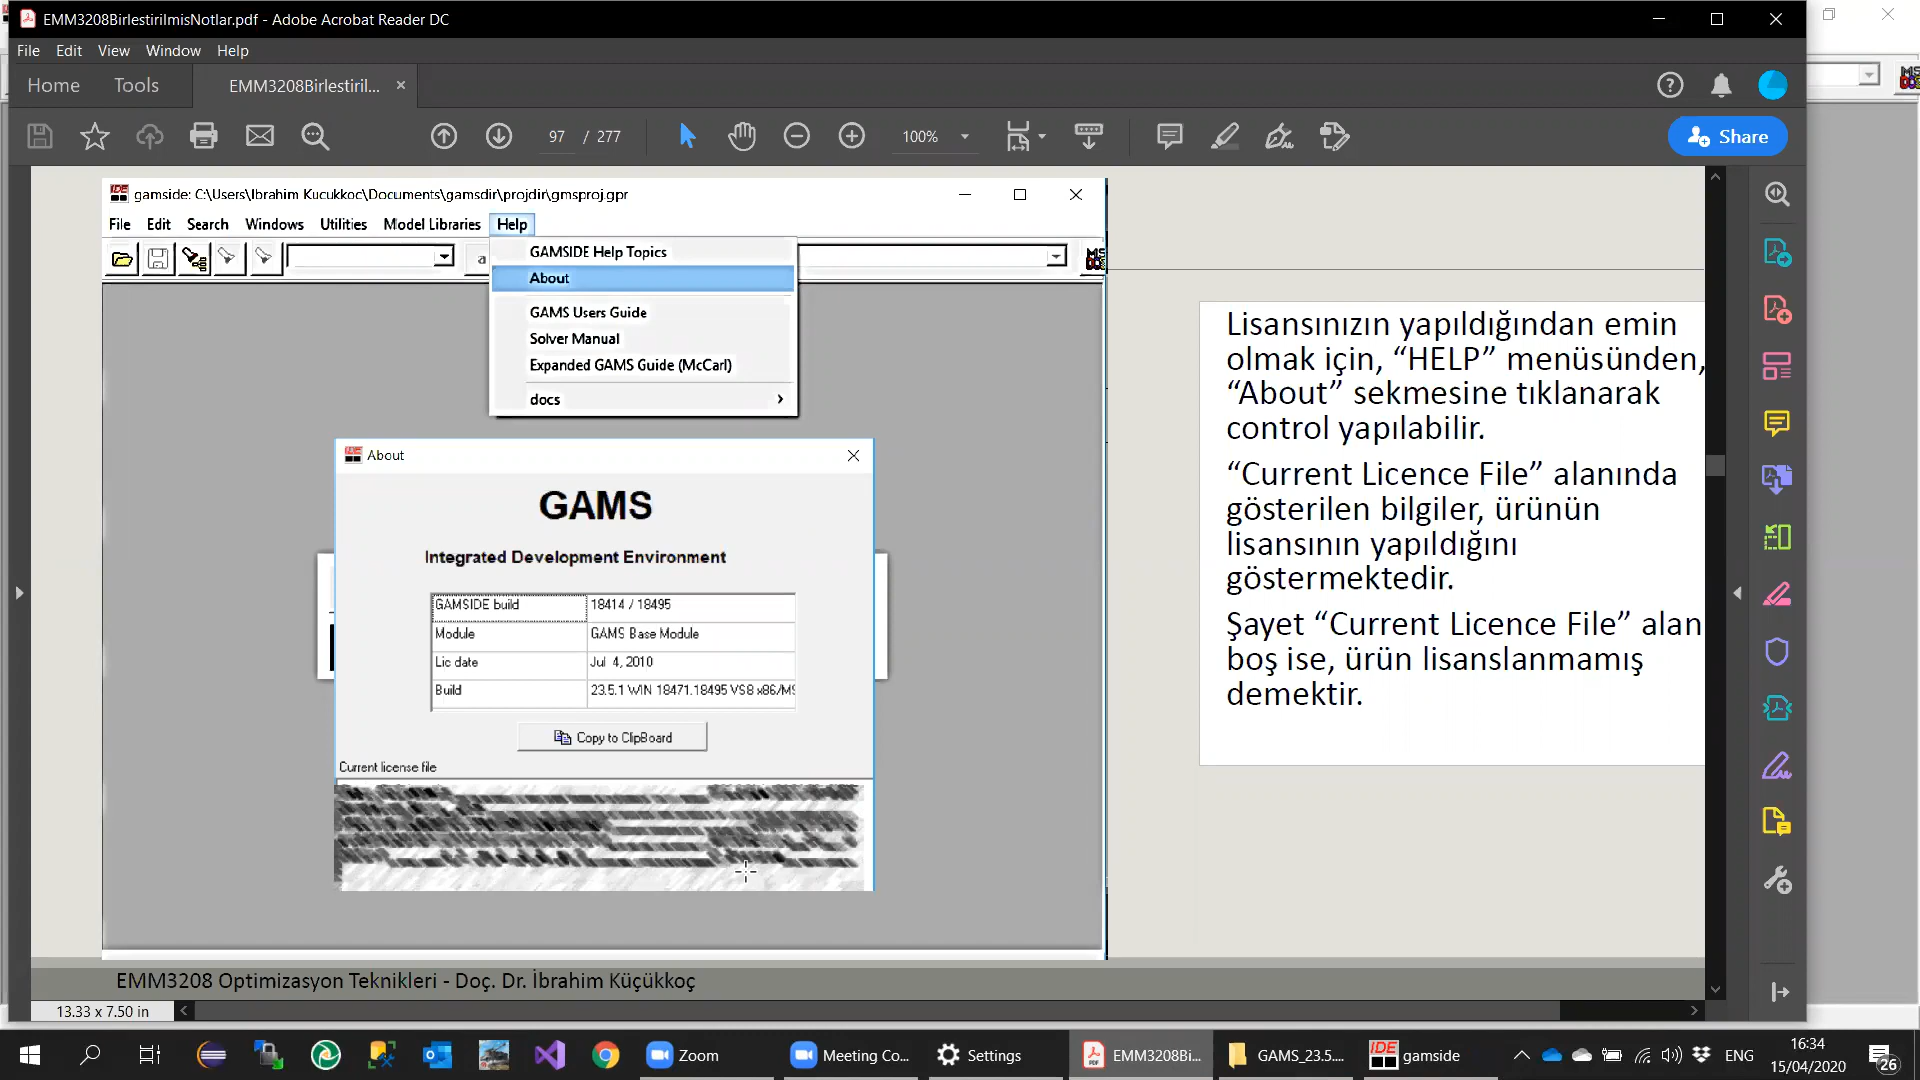 EMM3208BirlestirilmisNotlar.pdf - Adobe Acrobat Reader DC
File Edit View Window Help
Home Tools EMM3208Birlestiril... ×
97 / 277 100% Share
gamside: C:\Users\Ibrahim Kucukkoc\Documents\gamsdir\projdir\gmsproj.gpr
File Edit Search Windows Utilities Model Libraries Help
a
GAMSIDE Help Topics
About
GAMS Users Guide
Solver Manual
Expanded GAMS Guide (McCarl)
docs
About
GAMS
Integrated Development Environment
GAMSIDE build 18414 / 18495
Module GAMS Base Module
Lic date Jul 4, 2010
Build 23.5.1 WIN 18471.18495 VS8 x86/MS
Copy to ClipBoard
Current license file
Lisansınızın yapıldığından emin
olmak için, “HELP” menüsünden,
“About” sekmesine tıklanarak
control yapılabilir.
“Current Licence File” alanında
gösterilen bilgiler, ürünün
lisansının yapıldığını
göstermektedir.
Şayet “Current Licence File” alan
boş ise, ürün lisanslanmamış
demektir.
EMM3208 Optimizasyon Teknikleri - Doç. Dr. İbrahim Küçükkoç
13.33 x 7.50 in
Zoom Meeting Co... Settings EMM3208Bi... GAMS_23.5.... gamside ENG
16:34
15/04/2020
26